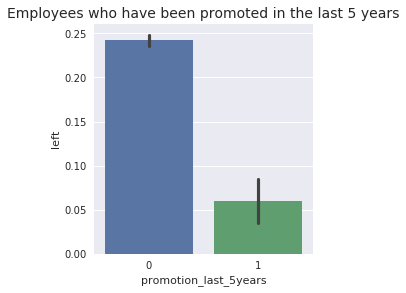 Employees who have been promoted in the last 5 years
0.25
0.20
0.15
0.10
0.05
0.00
left
0
1
promotion_last_5years